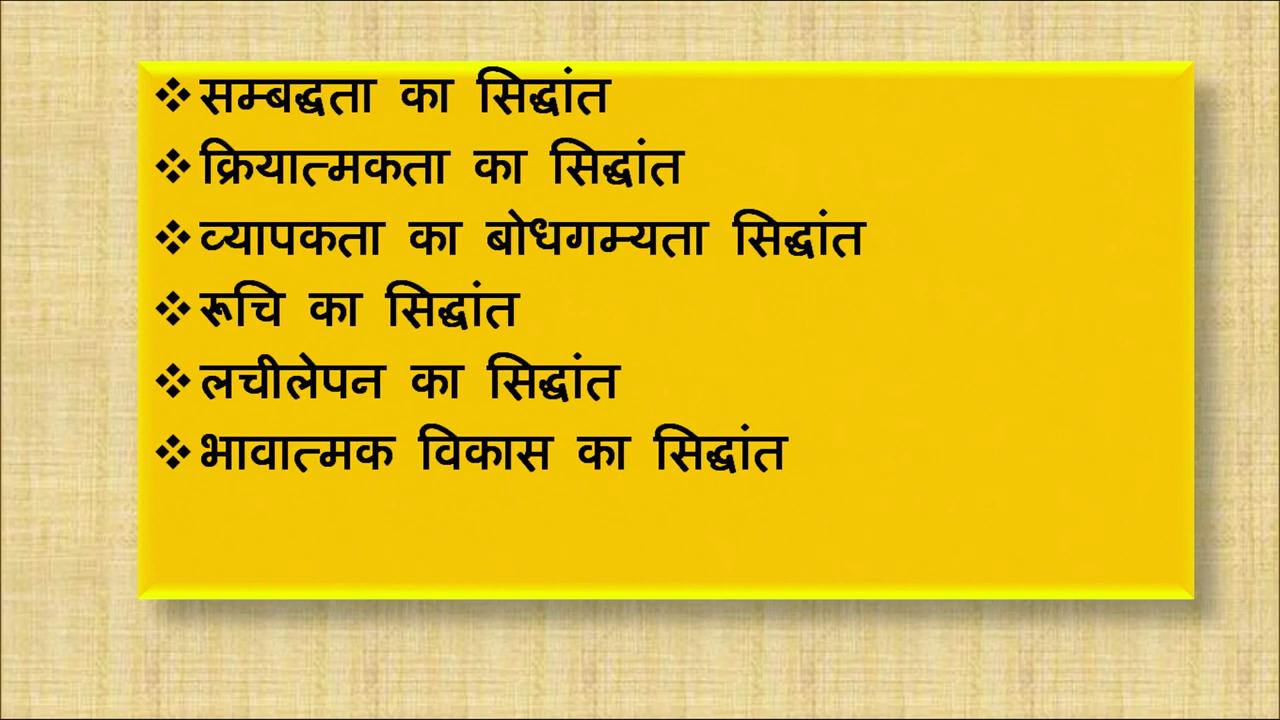 ❖सम्बद्धता का सिद्धांत
❖क्रियात्मकता का सिद्धांत
❖व्यापकता का बोधगम्यता सिद्धांत
❖रूचि का सिद्धांत
❖लचीलेपन का सिद्धांत
❖भावात्मक विकास का सिद्धांत